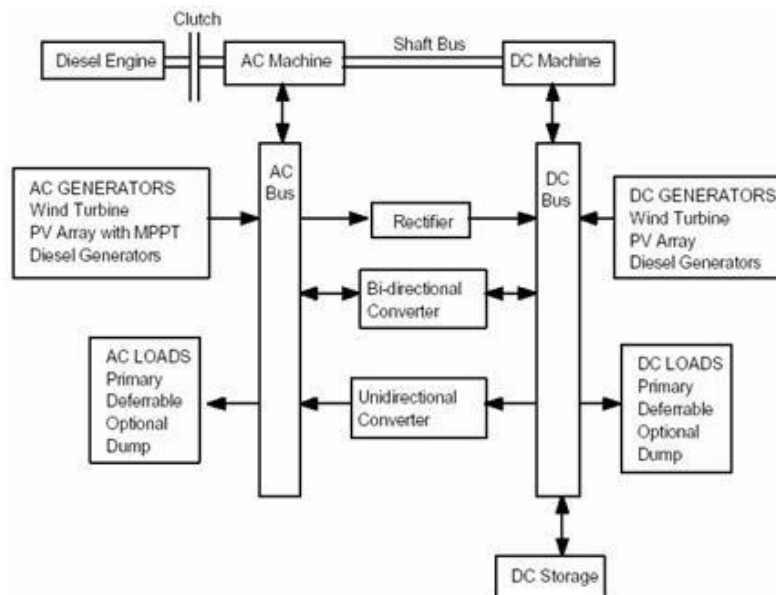 Clutch
Shaft Bus
Diesel Engine
AC Machine
DC Machine
AC
Bus
DC
Bus
AC GENERATORS
Wind Turbine
PV Array with MPPT
Diesel Generators
Rectifier
DC GENERATORS
Wind Turbine
PV Array
Diesel Generators
Bi-directional
Converter
AC LOADS
Primary
Deferrable
Optional
Dump
Unidirectional
Converter
DC LOADS
Primary
Deferrable
Optional
Dump
DC Storage